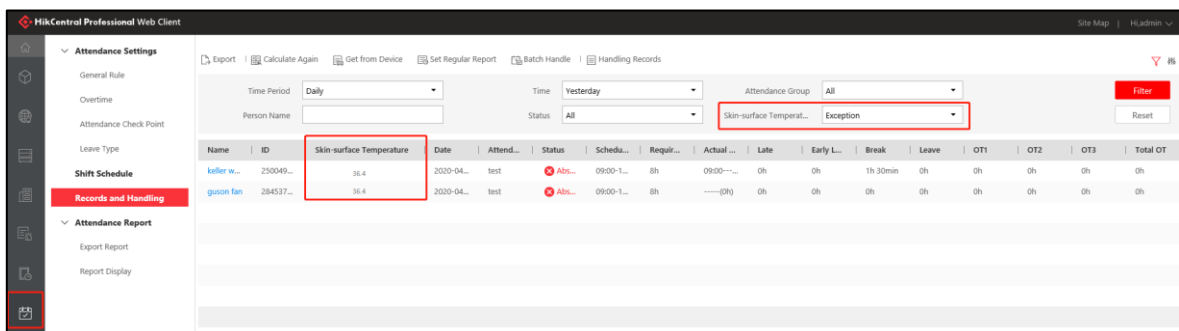 HikCentral Professional Web Client
Site Map | Hi,admin
Attendance Settings
General Rule
Overtime
Attendance Check Point
Leave Type
Shift Schedule
Records and Handling
Attendance Report
Export Report
Report Display
Export | Calculate Again Get from Device Set Regular Report Batch Handle | Handling Records
Time Period Daily Time Yesterday Attendance Group All Filter
Person Name Status All Skin-surface Temperat... Exception Reset
Name | ID Skin-surface Temperature | Date | Attend... | Status | Schedu... | Requir... | Actual ... | Late | Early L... | Break | Leave | OT1 | OT2 | OT3 | Total OT
keller w... 250049... 36.4 2020-04... test Abs... 09:00-1... 8h 09:00---... 0h 0h 1h 30min 0h 0h 0h 0h 0h
guson fan 284537... 36.4 2020-04... test Abs... 09:00-1... 8h -----(0h) 0h 0h 0h 0h 0h 0h 0h 0h